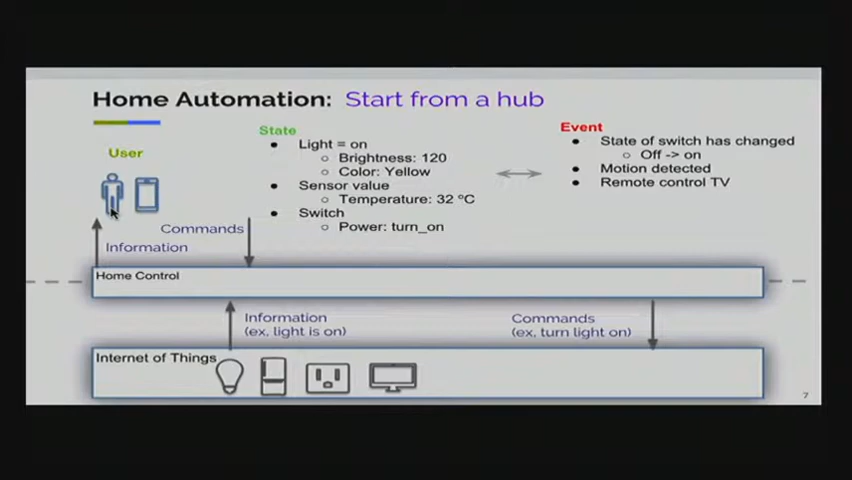 Home Automation: Start from a hub
User
State
Light = on
Brightness: 120
Color: Yellow
Sensor value
Temperature: 32 ºC
Switch
Power: turn_on
Event
State of switch has changed
Off -> on
Motion detected
Remote control TV
Commands
Information
Home Control
Information
(ex, light is on)
Commands
(ex, turn light on)
Internet of Things
7